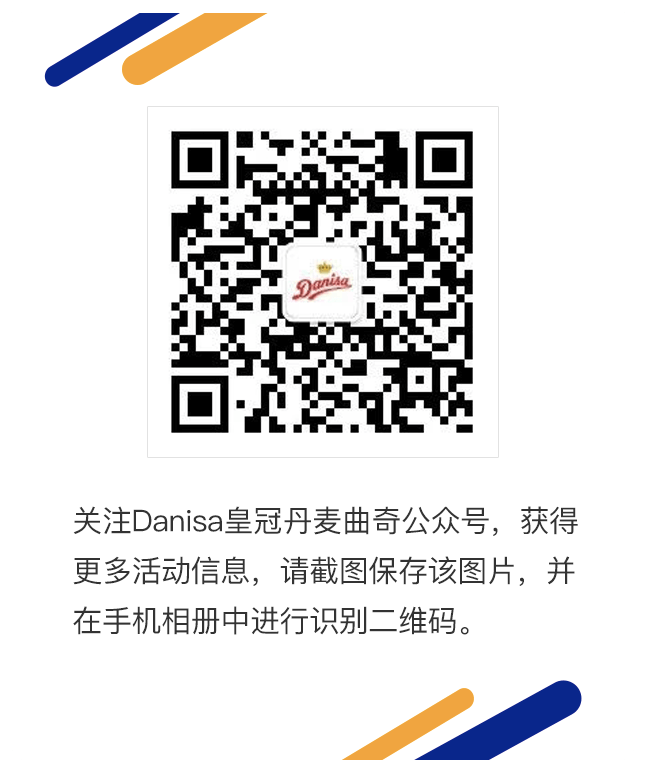 Danisa
关注Danisa皇冠丹麦曲奇公众号，获得
更多活动信息，请截图保存该图片，并
在手机相册中进行识别二维码。